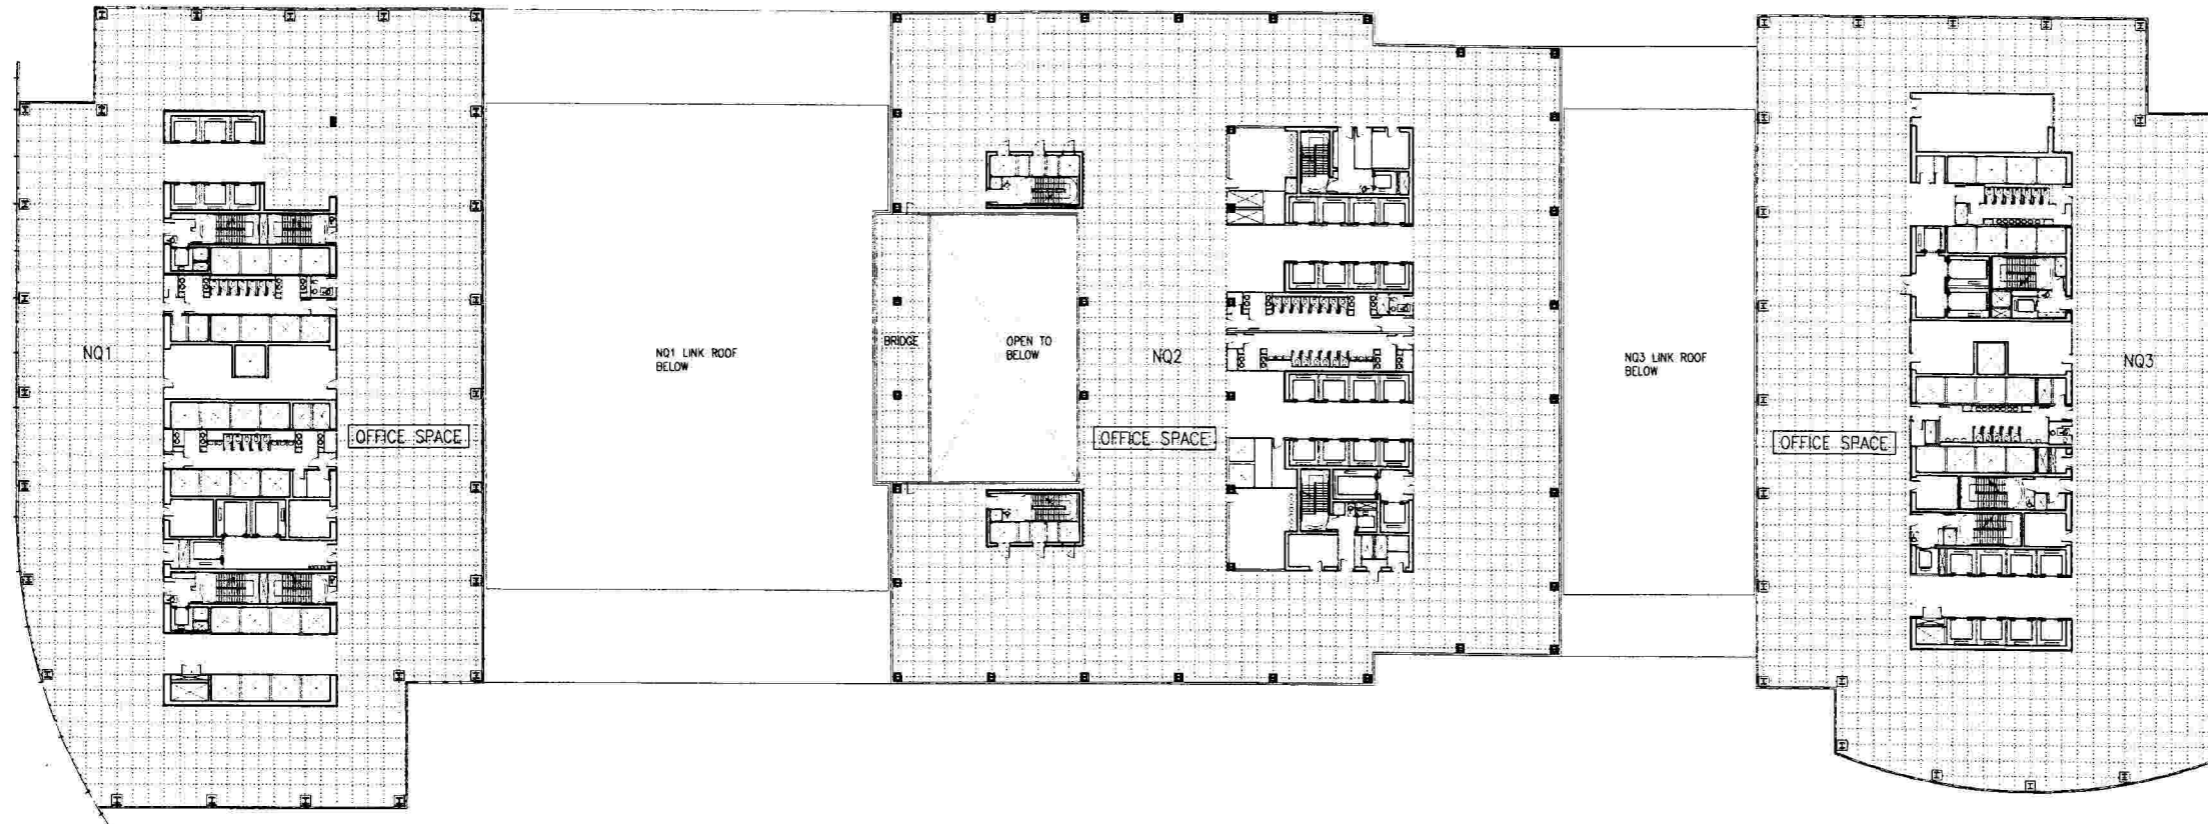 NQ1
OFFICE SPACE
NQ1 LINK ROOF
BELOW
BRIDGE
OPEN TO
BELOW
NQ2
OFFICE SPACE
NQ3 LINK ROOF
BELOW
OFFICE SPACE
NQ3